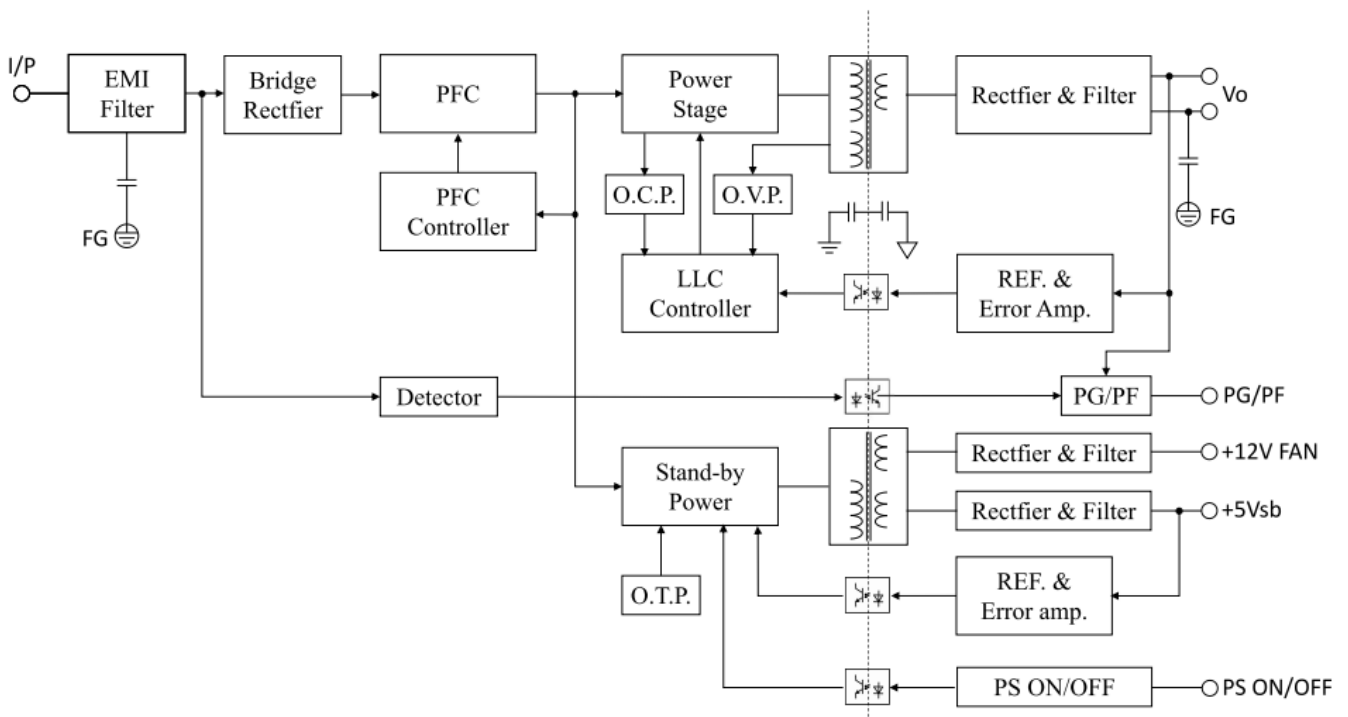 I/P
EMI
Filter
Bridge
Rectfier
PFC
Power
Stage
Rectfier & Filter
Vo
O.C.P.
O.V.P.
PFC
Controller
FG
FG
LLC
Controller
REF. &
Error Amp.
Detector
PG/PF
PG/PF
Stand-by
Power
Rectfier & Filter
+12V FAN
Rectfier & Filter
+5Vsb
O.T.P.
REF. &
Error amp.
PS ON/OFF
PS ON/OFF